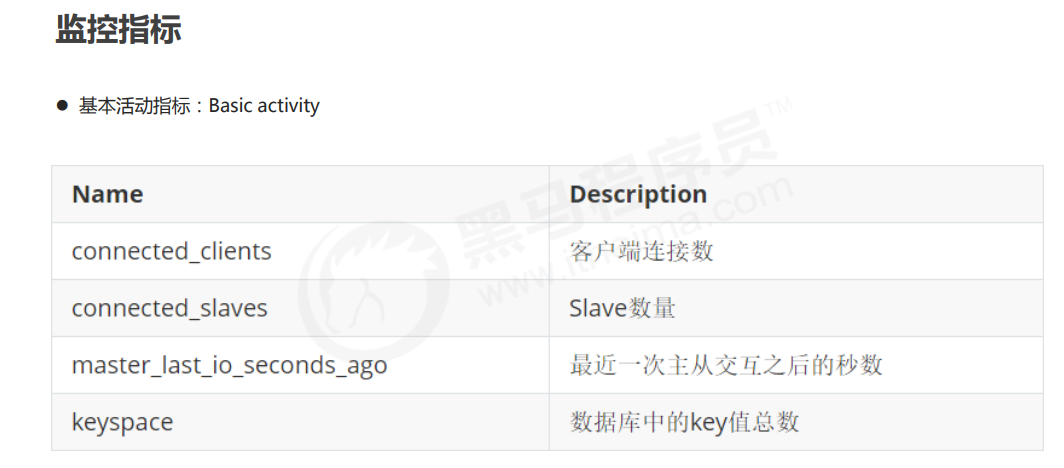 监控指标
● 基本活动指标：Basic activity
Name Description
connected_clients 客户端连接数
connected_slaves Slave数量
master_last_io_seconds_ago 最近一次主从交互之后的秒数
keyspace 数据库中的key值总数
黑马程序员™
www.itheima.com